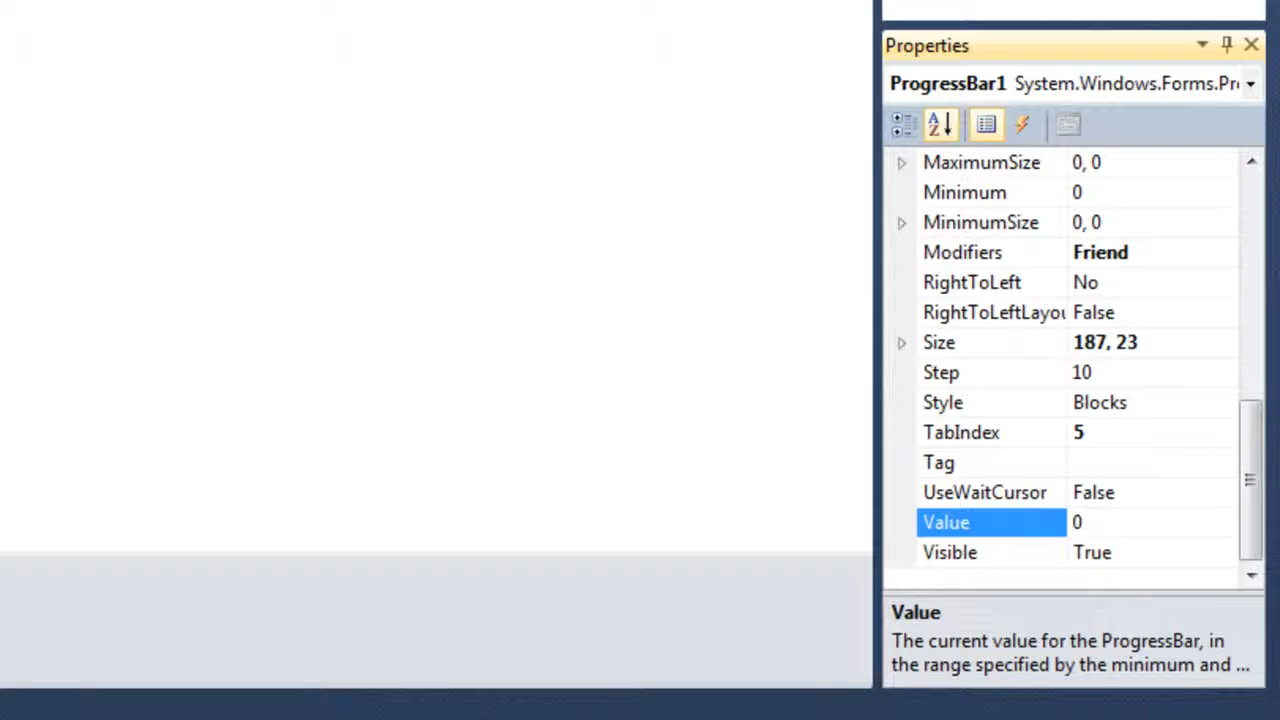 Properties
ProgressBar1 System.Windows.Forms.Pr
MaximumSize 0, 0
Minimum 0
MinimumSize 0, 0
Modifiers Friend
RightToLeft No
RightToLeftLayou False
Size 187, 23
Step 10
Style Blocks
TabIndex 5
Tag
UseWaitCursor False
Value 0
Visible True
Value
The current value for the ProgressBar, in
the range specified by the minimum and ...